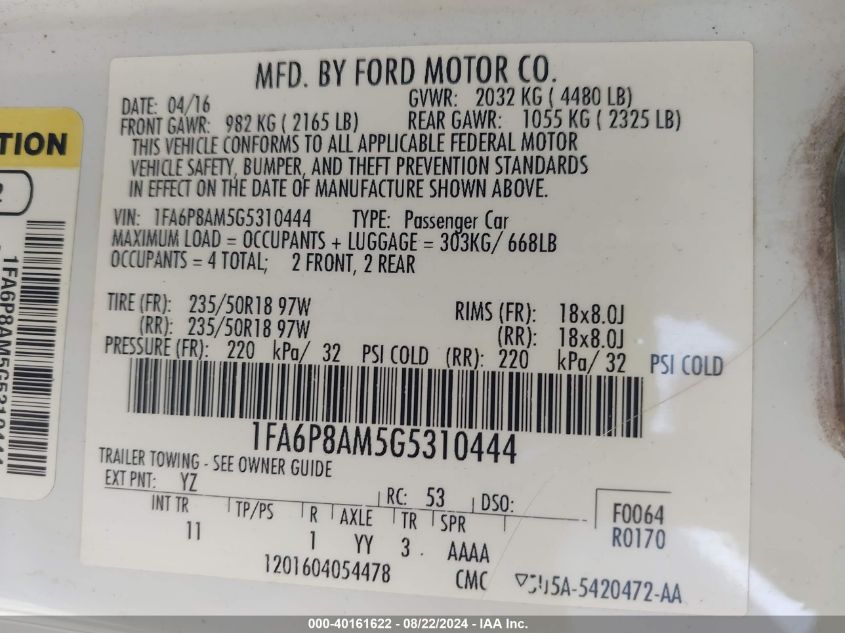 MFD. BY FORD MOTOR CO.
DATE: 04/16 GVWR: 2032 KG ( 4480 LB)
FRONT GAWR: 982 KG ( 2165 LB) REAR GAWR: 1055 KG ( 2325 LB)
THIS VEHICLE CONFORMS TO ALL APPLICABLE FEDERAL MOTOR
VEHICLE SAFETY, BUMPER, AND THEFT PREVENTION STANDARDS
IN EFFECT ON THE DATE OF MANUFACTURE SHOWN ABOVE.
VIN: 1FA6P8AM5G5310444 TYPE: Passenger Car
MAXIMUM LOAD = OCCUPANTS + LUGGAGE = 303KG/ 668LB
OCCUPANTS = 4 TOTAL; 2 FRONT, 2 REAR
TIRE (FR): 235/50R18 97W RIMS (FR): 18x8.0J
(RR): 235/50R18 97W (RR): 18x8.0J
PRESSURE (FR): 220 kPa/ 32 PSI COLD (RR): 220 kPa/ 32 PSI COLD
1FA6P8AM5G5310444
TRAILER TOWING - SEE OWNER GUIDE
EXT PNT: YZ RC: 53 DSO:
INT TR TP/PS R AXLE TR SPR F0064
11 1 YY 3 AAAA R0170
1201604054478 CMC 5A-5420472-AA
TION
2
1FA6P8AM5G5310444
000-40161622 - 08/22/2024 - IAAI Inc.